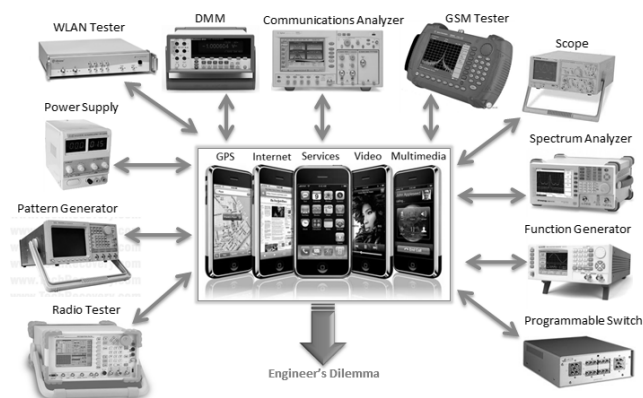 WLAN Tester
DMM
Communications Analyzer
GSM Tester
Scope
Power Supply
Spectrum Analyzer
GPS
Internet
Services
Video
Multimedia
Pattern Generator
Function Generator
Radio Tester
Programmable Switch
Engineer's Dilemma